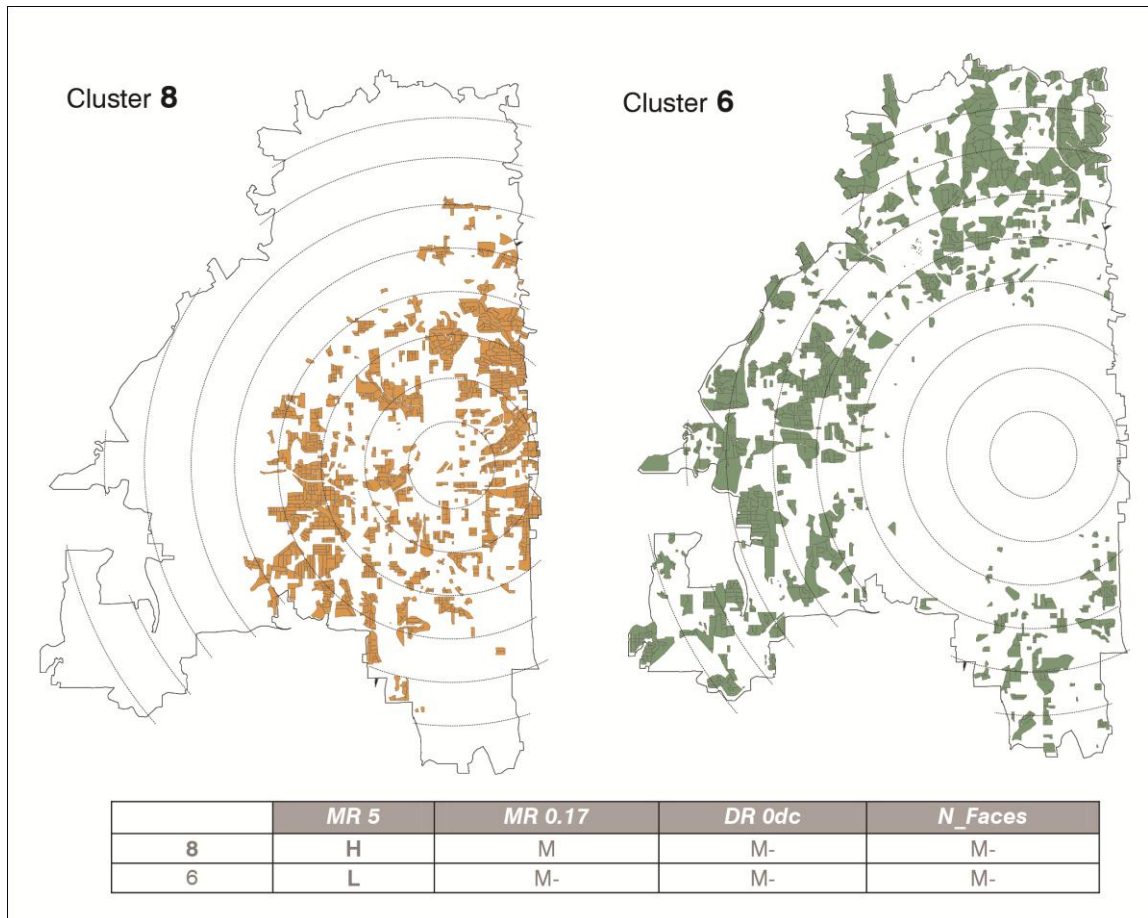 Cluster 8
Cluster 6
MR 5 MR 0.17 DR 0dc N_Faces
8 H M M- M-
6 L M- M- M-